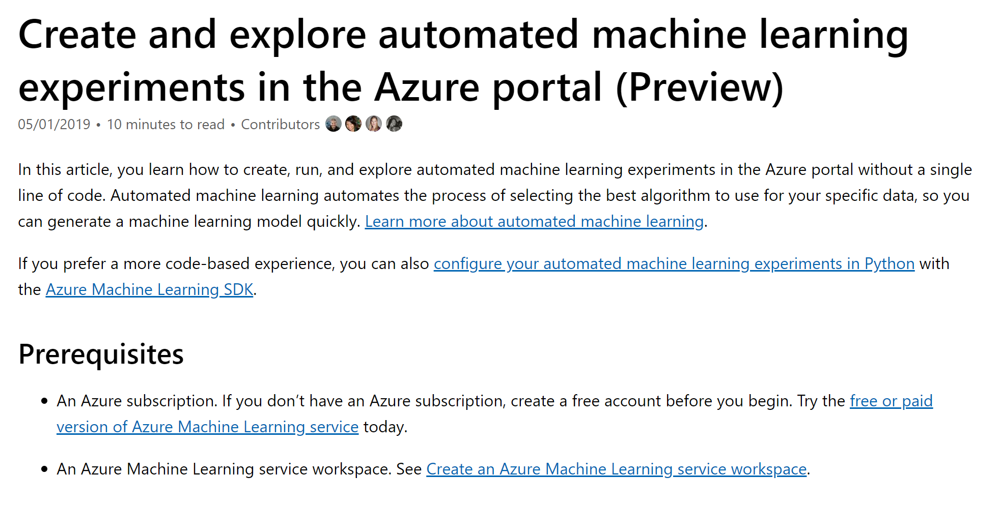 Create and explore automated machine learning
experiments in the Azure portal (Preview)
05/01/2019 • 10 minutes to read • Contributors
In this article, you learn how to create, run, and explore automated machine learning experiments in the Azure portal without a single
line of code. Automated machine learning automates the process of selecting the best algorithm to use for your specific data, so you
can generate a machine learning model quickly. Learn more about automated machine learning.
If you prefer a more code-based experience, you can also configure your automated machine learning experiments in Python with
the Azure Machine Learning SDK.
Prerequisites
• An Azure subscription. If you don’t have an Azure subscription, create a free account before you begin. Try the free or paid
version of Azure Machine Learning service today.
• An Azure Machine Learning service workspace. See Create an Azure Machine Learning service workspace.